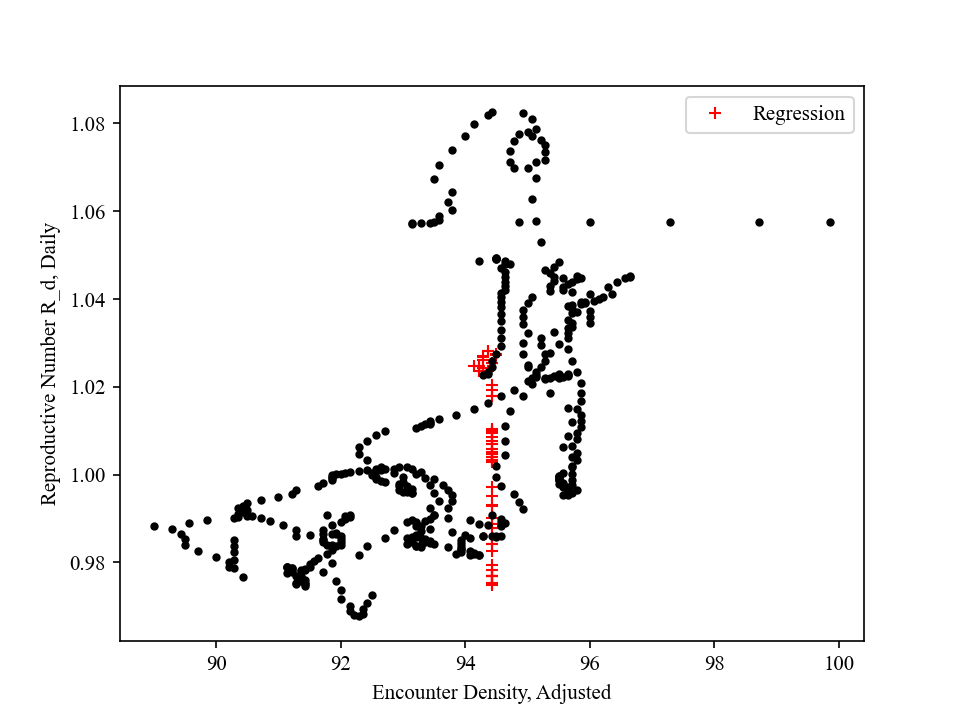 Regression
1.08
1.06
1.04
1.02
1.00
0.98
Reproductive Number R_d, Daily
90 92 94 96 98 100
Encounter Density, Adjusted